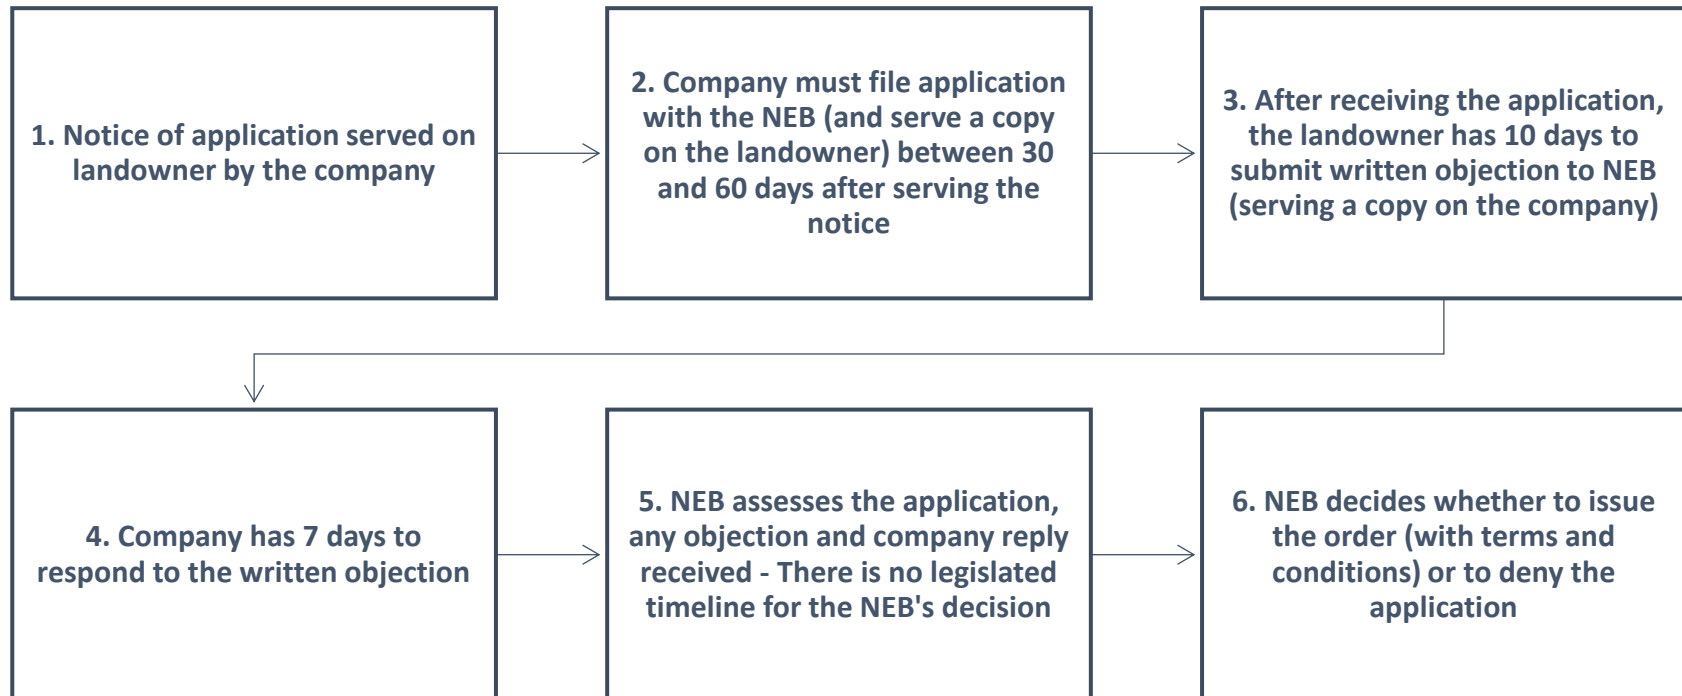 1. Notice of application served on
landowner by the company
2. Company must file application
with the NEB (and serve a copy
on the landowner) between 30
and 60 days after serving the
notice
3. After receiving the application,
the landowner has 10 days to
submit written objection to NEB
(serving a copy on the company)
4. Company has 7 days to
respond to the written objection
5. NEB assesses the application,
any objection and company reply
received - There is no legislated
timeline for the NEB's decision
6. NEB decides whether to issue
the order (with terms and
conditions) or to deny the
application